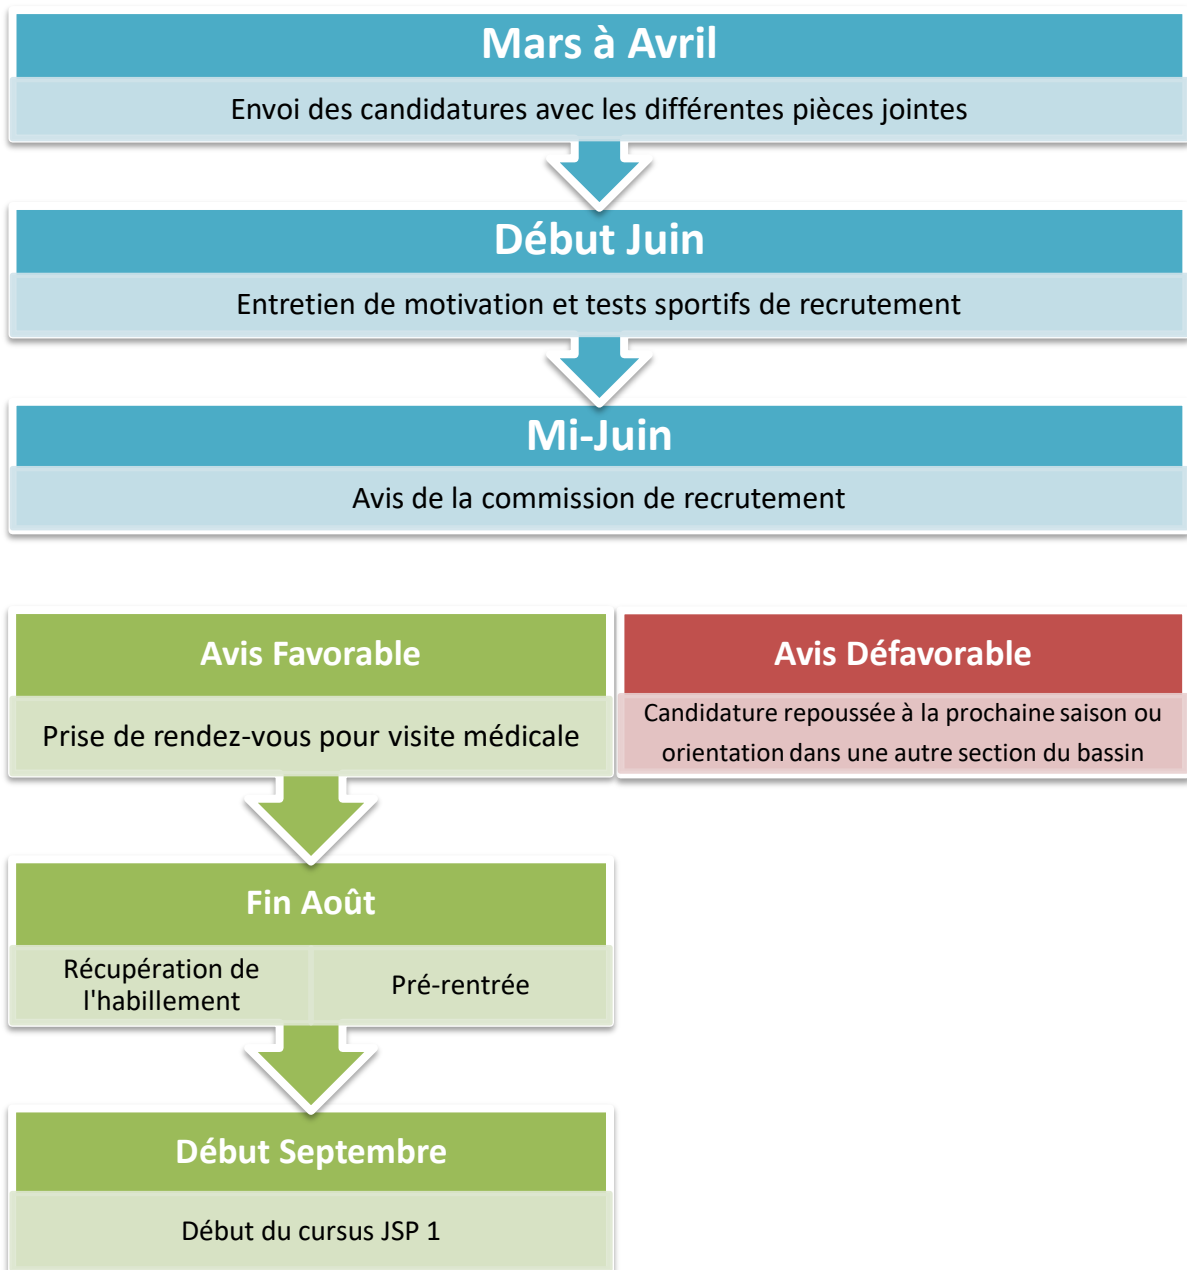 Mars à Avril
Envoi des candidatures avec les différentes pièces jointes
Début Juin
Entretien de motivation et tests sportifs de recrutement
Mi-Juin
Avis de la commission de recrutement
Avis Favorable
Prise de rendez-vous pour visite médicale
Avis Défavorable
Candidature repoussée à la prochaine saison ou
orientation dans une autre section du bassin
Fin Août
Récupération de
l'habillement
Pré-rentrée
Début Septembre
Début du cursus JSP 1